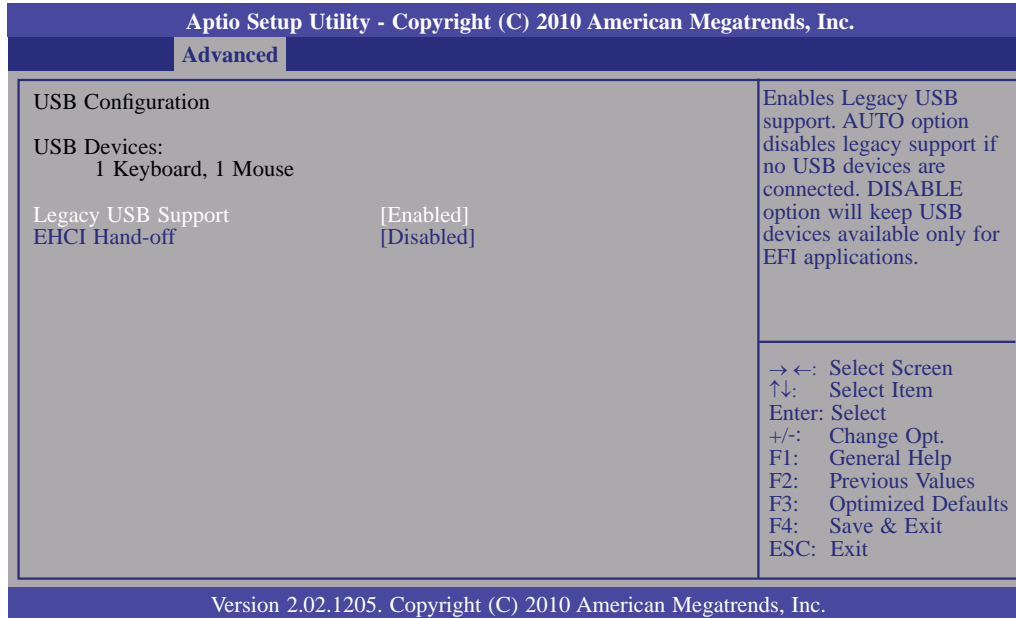 Aptio Setup Utility - Copyright (C) 2010 American Megatrends, Inc.
Advanced
USB Configuration
USB Devices:
1 Keyboard, 1 Mouse
Legacy USB Support [Enabled]
EHCI Hand-off [Disabled]
Enables Legacy USB
support. AUTO option
disables legacy support if
no USB devices are
connected. DISABLE
option will keep USB
devices available only for
EFI applications.
→ ←: Select Screen
↑↓: Select Item
Enter: Select
+/-: Change Opt.
F1: General Help
F2: Previous Values
F3: Optimized Defaults
F4: Save & Exit
ESC: Exit
Version 2.02.1205. Copyright (C) 2010 American Megatrends, Inc.